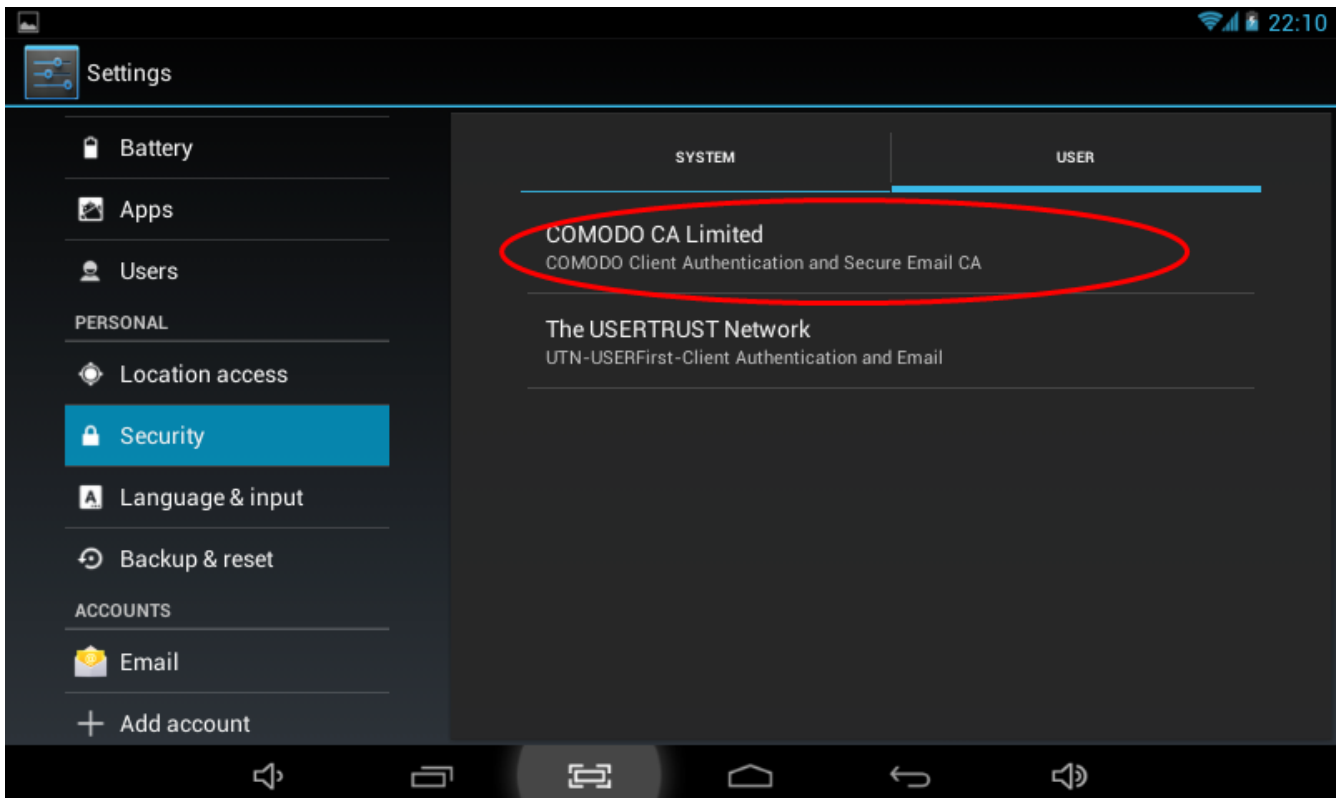 22:10
Settings
Battery
Apps
Users
PERSONAL
Location access
Security
Language & input
Backup & reset
ACCOUNTS
Email
Add account
SYSTEM
USER
COMODO CA Limited
COMODO Client Authentication and Secure Email CA
The USERTRUST Network
UTN-USERFirst-Client Authentication and Email